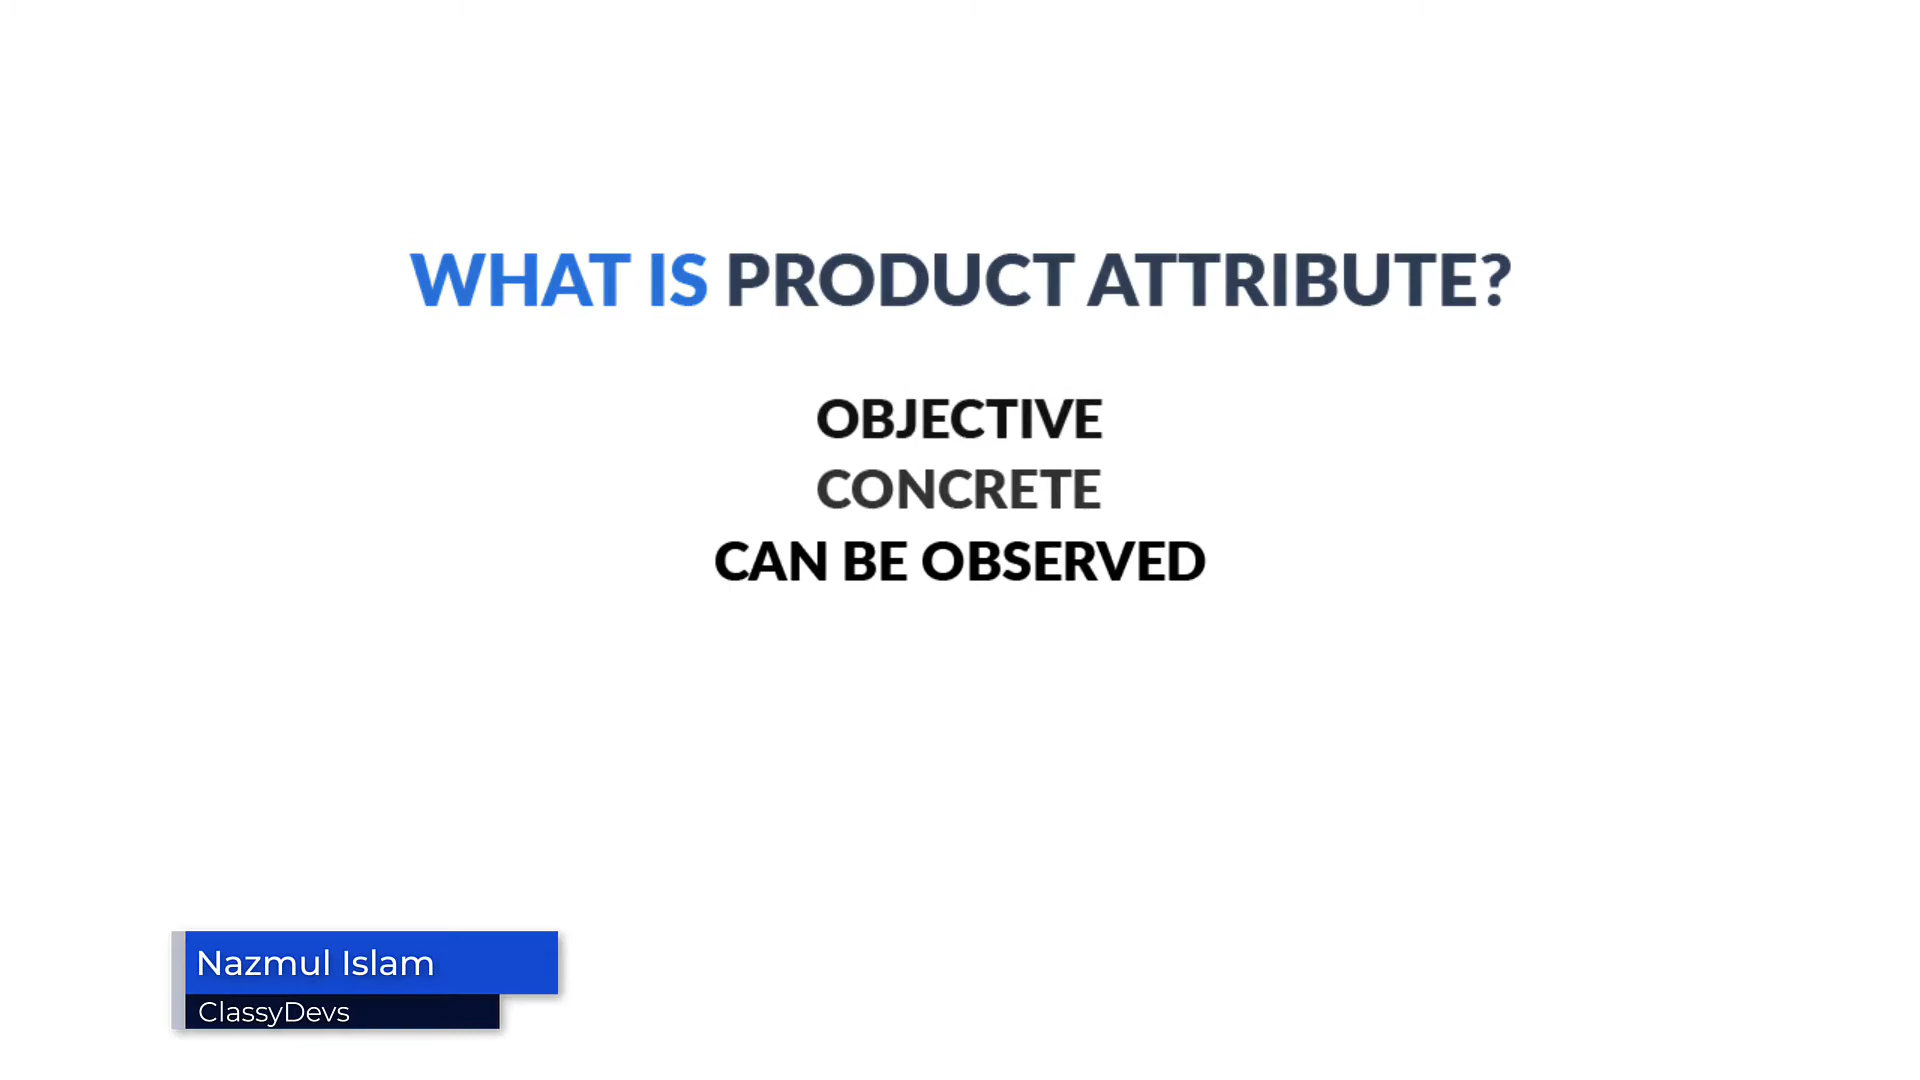 WHAT IS PRODUCT ATTRIBUTE?
OBJECTIVE
CONCRETE
CAN BE OBSERVED
Nazmul Islam
ClassyDevs